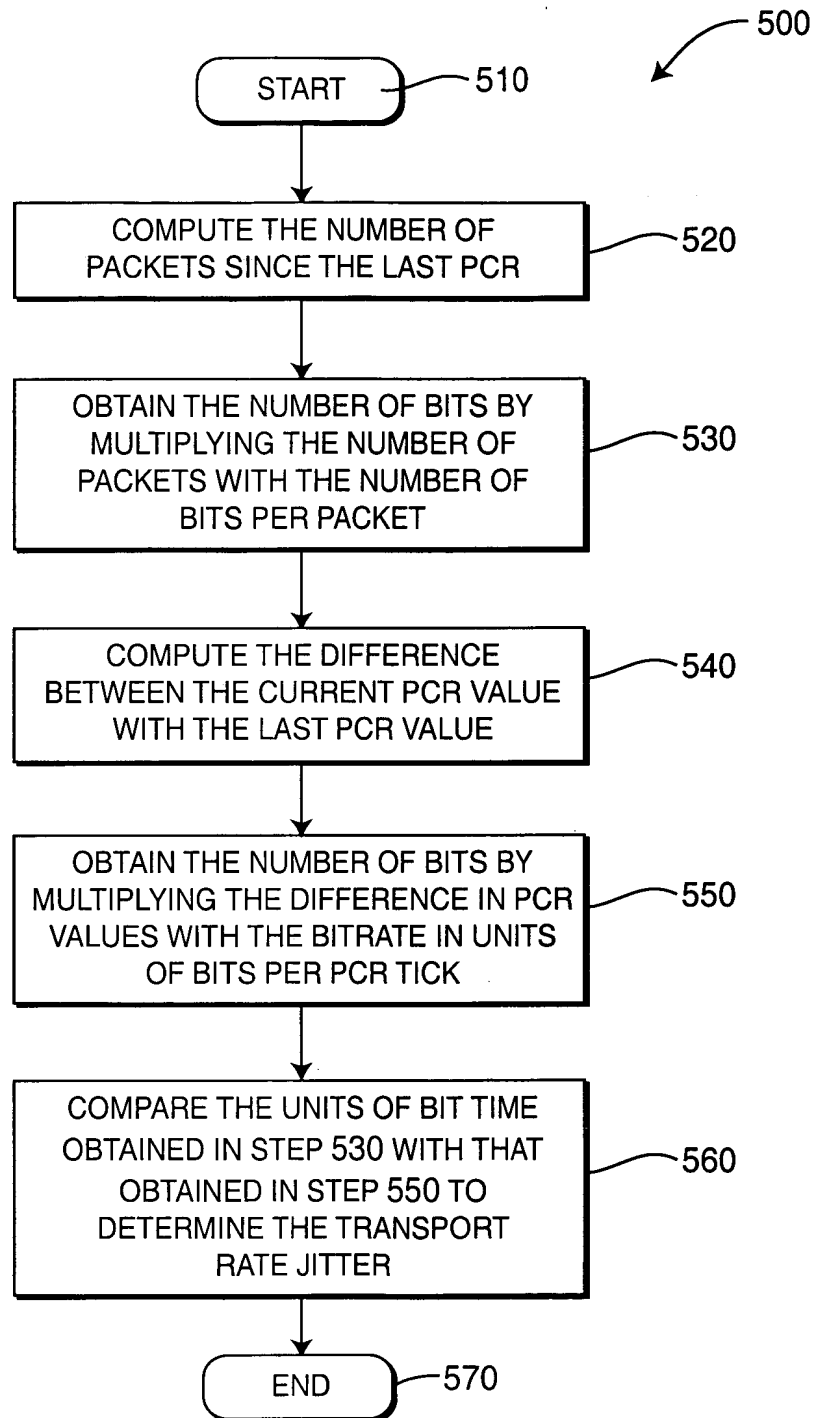 500
START
510
COMPUTE THE NUMBER OF
PACKETS SINCE THE LAST PCR
520
OBTAIN THE NUMBER OF BITS BY
MULTIPLYING THE NUMBER OF
PACKETS WITH THE NUMBER OF
BITS PER PACKET
530
COMPUTE THE DIFFERENCE
BETWEEN THE CURRENT PCR VALUE
WITH THE LAST PCR VALUE
540
OBTAIN THE NUMBER OF BITS BY
MULTIPLYING THE DIFFERENCE IN PCR
VALUES WITH THE BITRATE IN UNITS
OF BITS PER PCR TICK
550
COMPARE THE UNITS OF BIT TIME
OBTAINED IN STEP 530 WITH THAT
OBTAINED IN STEP 550 TO
DETERMINE THE TRANSPORT
RATE JITTER
560
END
570